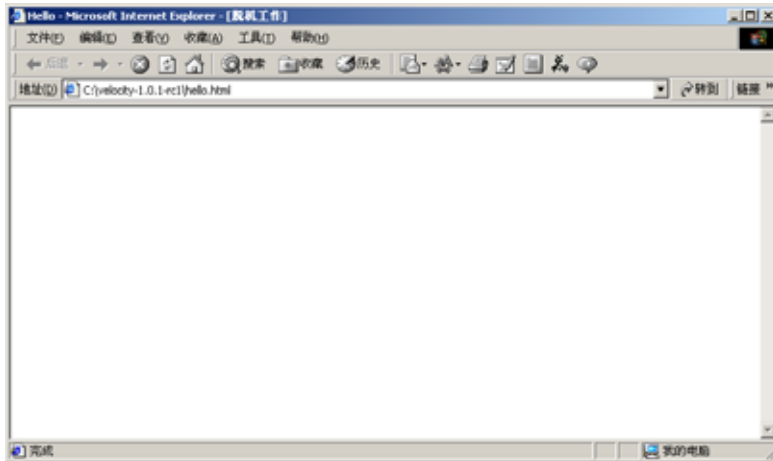 Hello - Microsoft Internet Explorer - [脱机工作]
文件(F) 编辑(E) 查看(V) 收藏(A) 工具(T) 帮助(H)
后退 搜索 收藏 历史
地址(D) C:\velocity-1.0.1-rc1\hello.html 转到 链接 »
完成 我的电脑